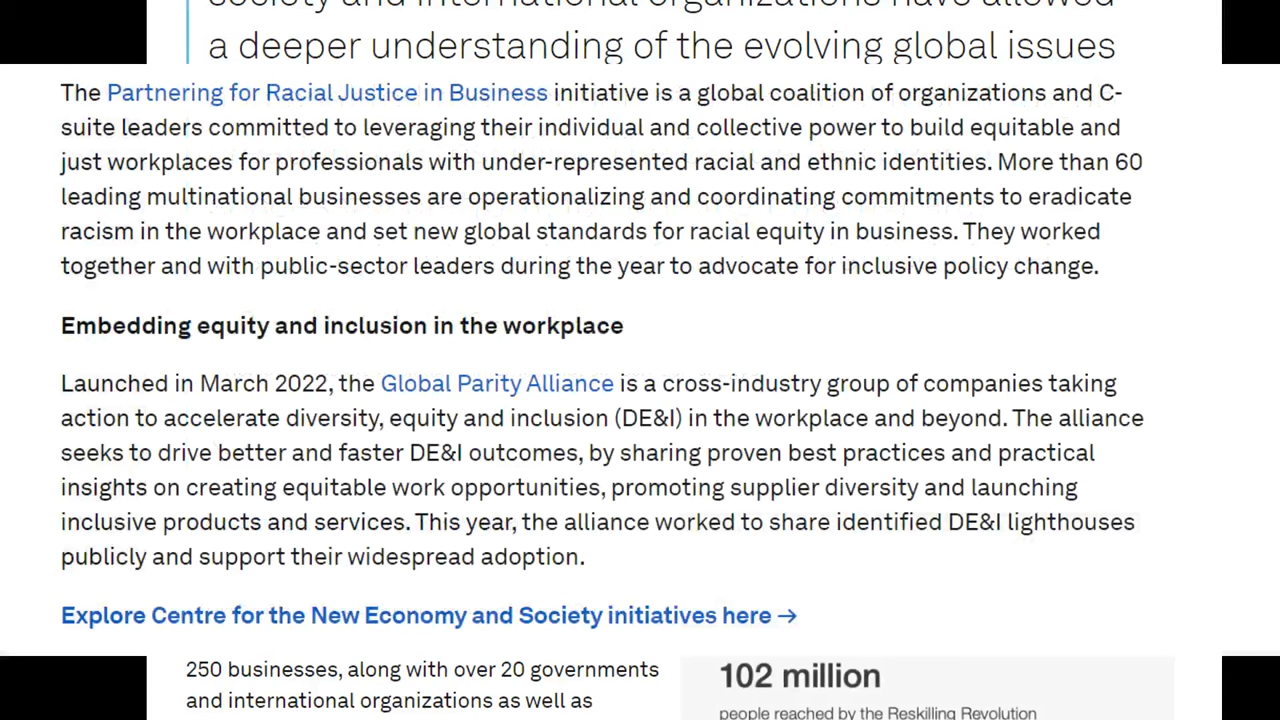 society and international organizations have allowed
a deeper understanding of the evolving global issues
The Partnering for Racial Justice in Business initiative is a global coalition of organizations and C-
suite leaders committed to leveraging their individual and collective power to build equitable and
just workplaces for professionals with under-represented racial and ethnic identities. More than 60
leading multinational businesses are operationalizing and coordinating commitments to eradicate
racism in the workplace and set new global standards for racial equity in business. They worked
together and with public-sector leaders during the year to advocate for inclusive policy change.
Embedding equity and inclusion in the workplace
Launched in March 2022, the Global Parity Alliance is a cross-industry group of companies taking
action to accelerate diversity, equity and inclusion (DE&I) in the workplace and beyond. The alliance
seeks to drive better and faster DE&I outcomes, by sharing proven best practices and practical
insights on creating equitable work opportunities, promoting supplier diversity and launching
inclusive products and services. This year, the alliance worked to share identified DE&I lighthouses
publicly and support their widespread adoption.
Explore Centre for the New Economy and Society initiatives here →
250 businesses, along with over 20 governments
and international organizations as well as
102 million
people reached by the Reskilling Revolution